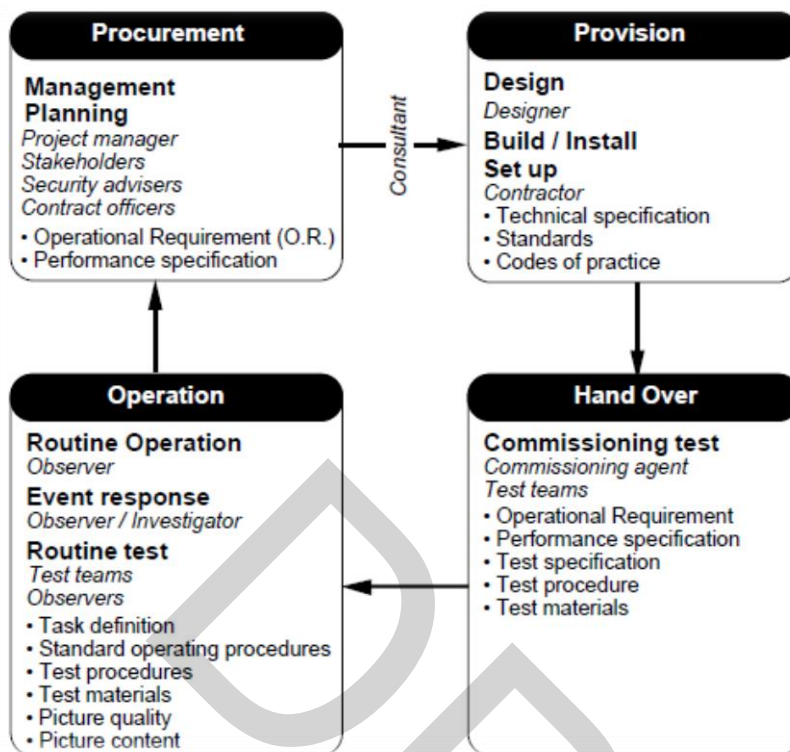 Procurement
Management
Planning
Project manager
Stakeholders
Security advisers
Contract officers
• Operational Requirement (O.R.)
• Performance specification
Consultant
Provision
Design
Designer
Build / Install
Set up
Contractor
• Technical specification
• Standards
• Codes of practice
Operation
Routine Operation
Observer
Event response
Observer / Investigator
Routine test
Test teams
Observers
• Task definition
• Standard operating procedures
• Test procedures
• Test materials
• Picture quality
• Picture content
Hand Over
Commissioning test
Commissioning agent
Test teams
• Operational Requirement
• Performance specification
• Test specification
• Test procedure
• Test materials